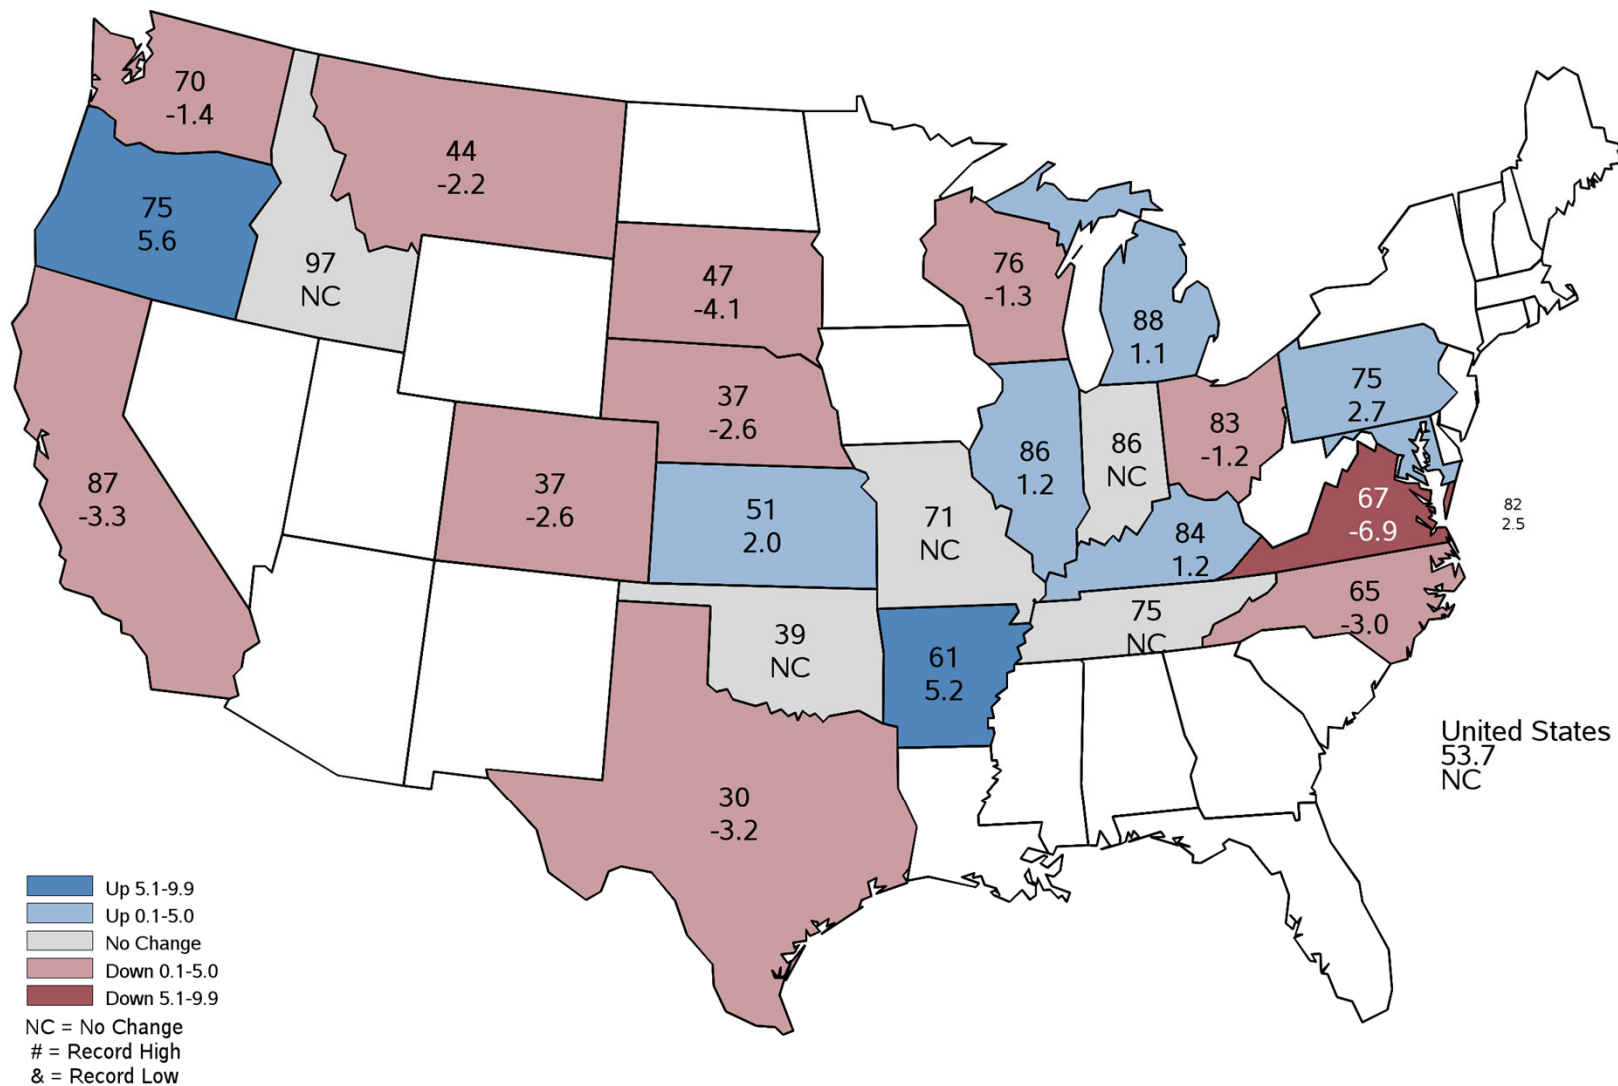 70
-1.4
44
-2.2
75
5.6
97
NC
47
-4.1
76
-1.3
88
1.1
37
-2.6
75
2.7
87
-3.3
37
-2.6
51
2.0
71
NC
86
1.2
86
NC
83
-1.2
84
1.2
67
-6.9
82
2.5
39
NC
61
5.2
75
NC
65
-3.0
30
-3.2
United States
53.7
NC
Up 5.1-9.9
Up 0.1-5.0
No Change
Down 0.1-5.0
Down 5.1-9.9
NC = No Change
# = Record High
& = Record Low